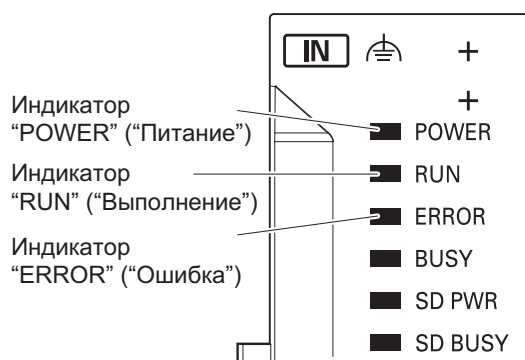 IN +
+
Индикатор
“POWER” (“Питание”)
POWER
Индикатор
“RUN” (“Выполнение”)
RUN
ERROR
Индикатор
“ERROR” (“Ошибка”)
BUSY
SD PWR
SD BUSY